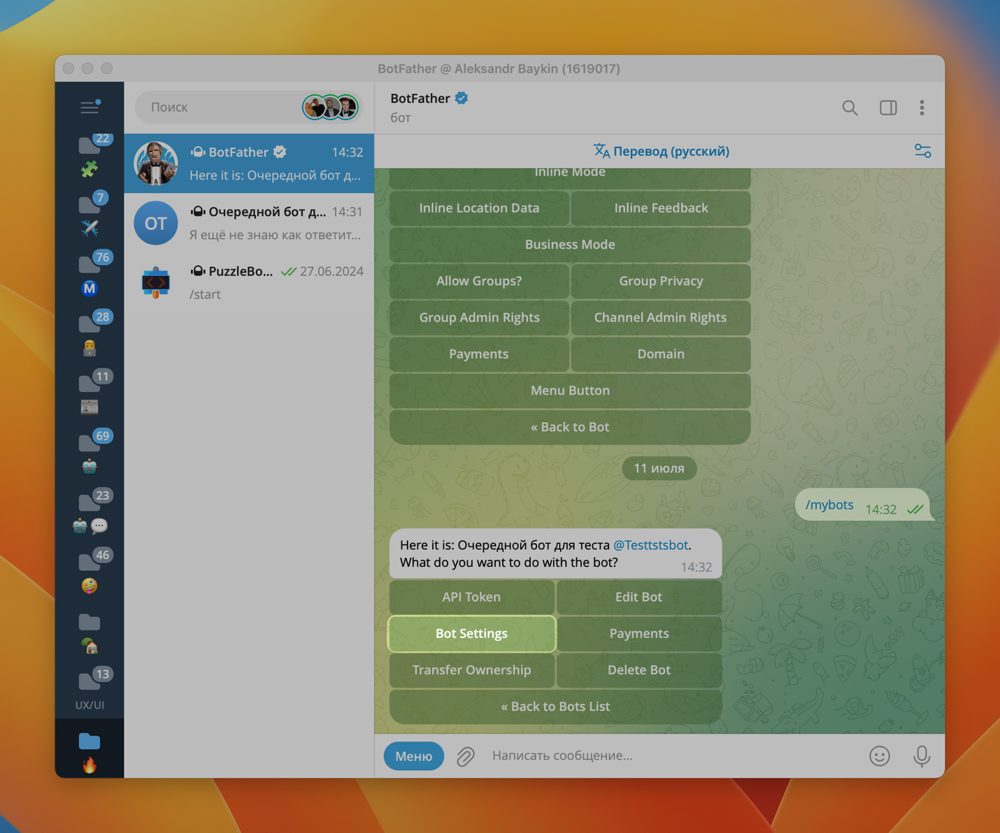 BotFather @ Aleksandr Baykin (1619017)
Поиск
22
7
76
M
28
11
69
23
46
13
UX/UI
BotFather 14:32
Here it is: Очередной бот д...
ОТ
Очередной бот д... 14:31
Я ещё не знаю как ответит...
PuzzleBo... 27.06.2024
/start
BotFather
бот
Перевод (русский)
Inline Mode
Inline Location Data Inline Feedback
Business Mode
Allow Groups? Group Privacy
Group Admin Rights Channel Admin Rights
Payments Domain
Menu Button
« Back to Bot
11 июля
/mybots 14:32
Here it is: Очередной бот для теста @Testtstsbot.
What do you want to do with the bot? 14:32
API Token Edit Bot
Bot Settings Payments
Transfer Ownership Delete Bot
« Back to Bots List
Меню Написать сообщение...